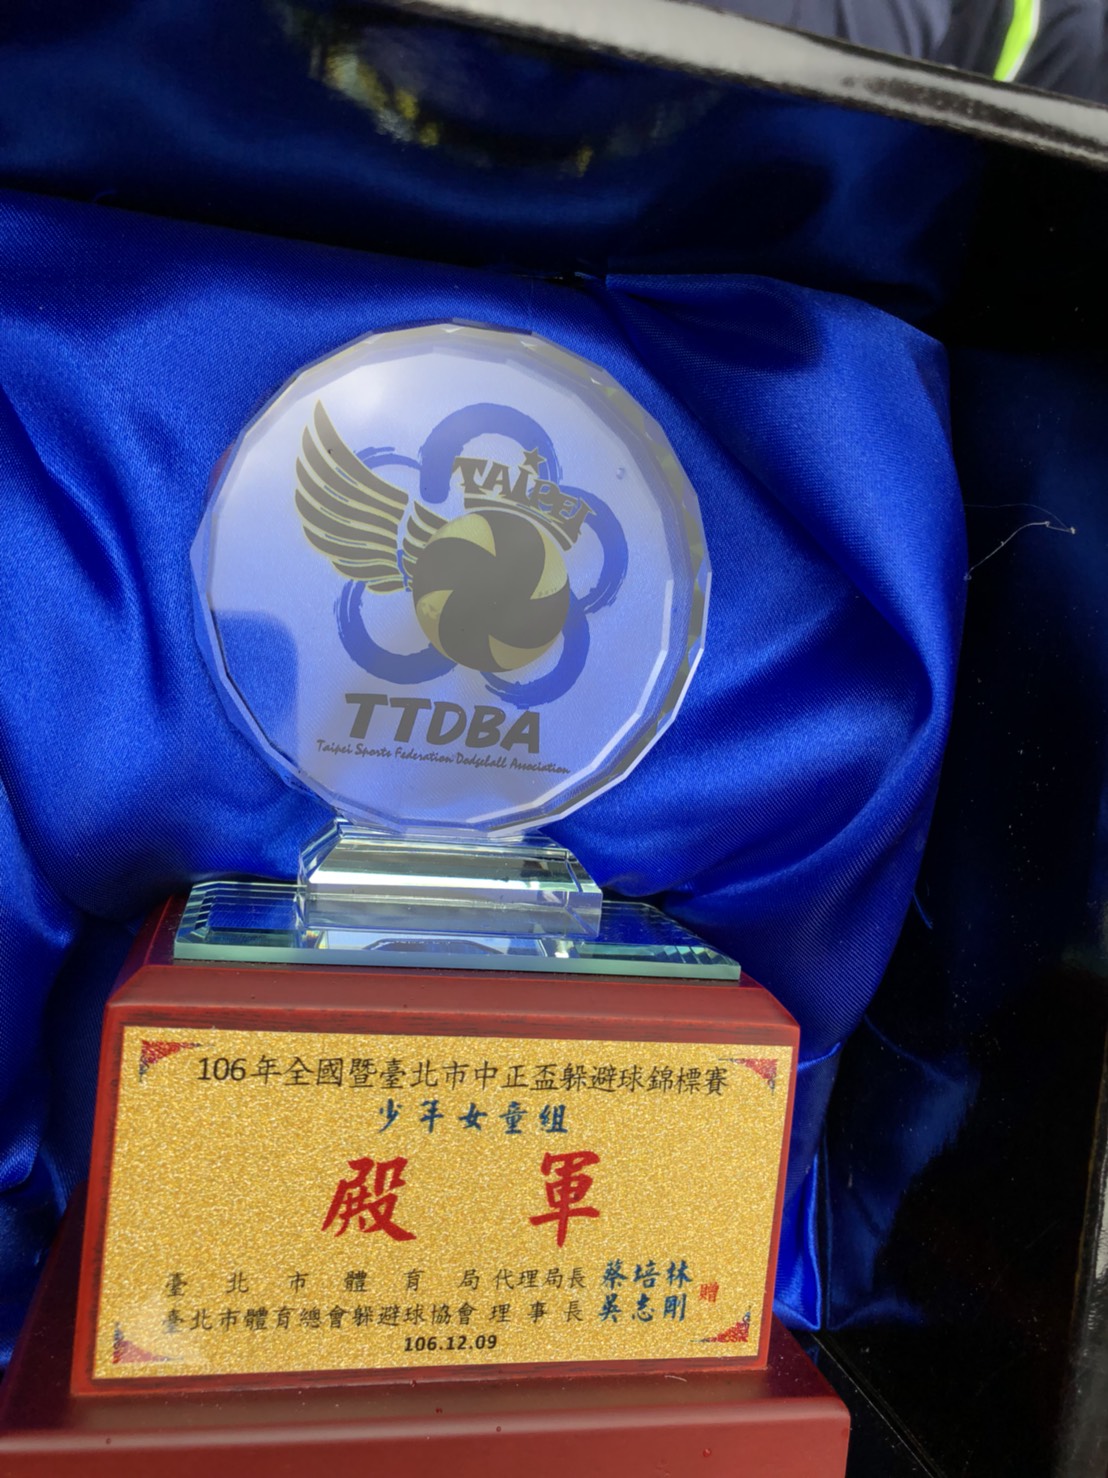 TAIPEI
TTDBA
Taipei Sports Federation Dodgeball Association
106年全國暨臺北市中正盃躲避球錦標賽
少年女童組
殿軍
臺北市體育局代理局長 蔡培林
臺北市體育總會躲避球協會理事長 吳志剛
贈
106.12.09